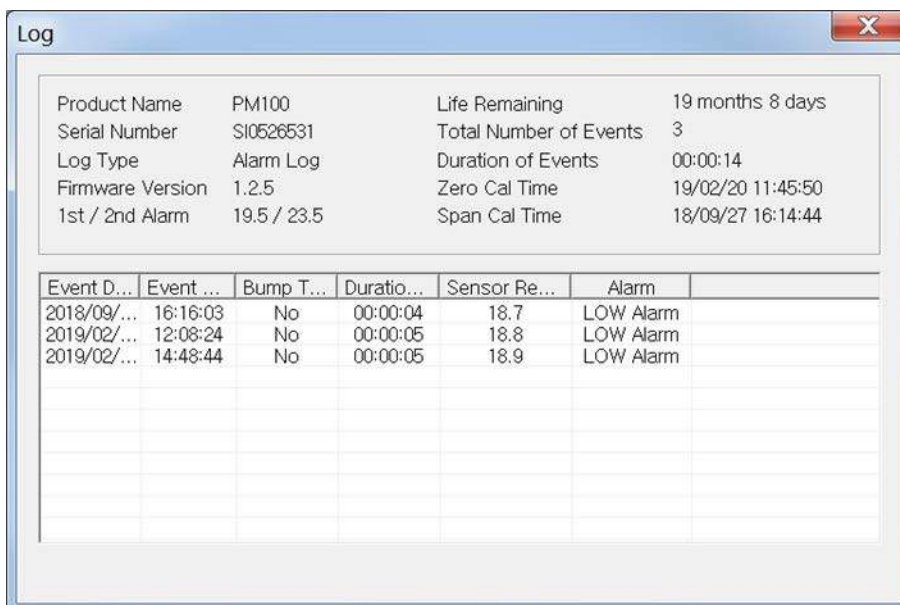 Log
Product Name PM100 Life Remaining 19 months 8 days
Serial Number SI0526531 Total Number of Events 3
Log Type Alarm Log Duration of Events 00:00:14
Firmware Version 1.2.5 Zero Cal Time 19/02/20 11:45:50
1st / 2nd Alarm 19.5 / 23.5 Span Cal Time 18/09/27 16:14:44
Event D... Event ... Bump T... Duratio... Sensor Re... Alarm
2018/09/... 16:16:03 No 00:00:04 18.7 LOW Alarm
2019/02/... 12:08:24 No 00:00:05 18.8 LOW Alarm
2019/02/... 14:48:44 No 00:00:05 18.9 LOW Alarm